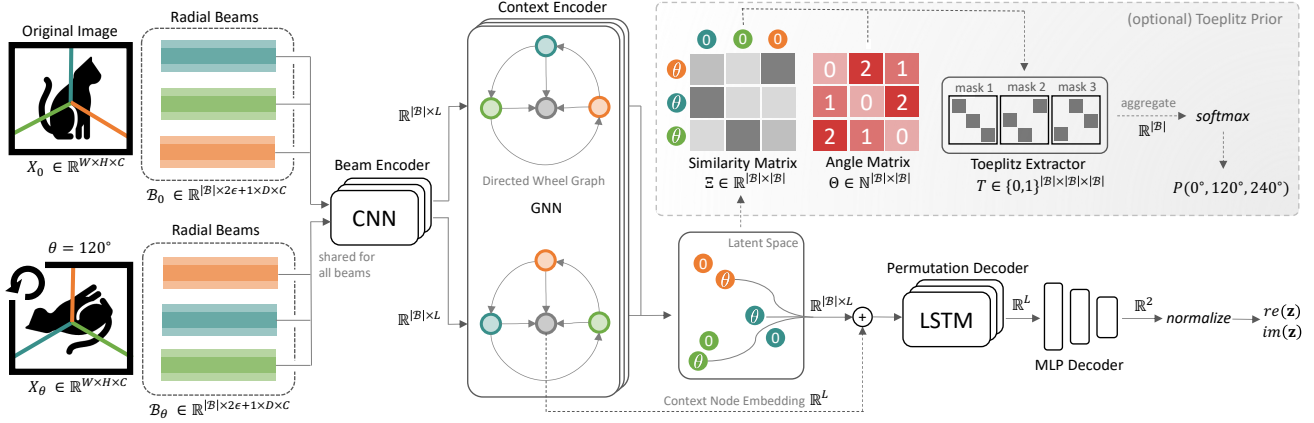 Original Image
Radial Beams
X₀ ∈ ℝ^{W×H×C}
ℬ₀ ∈ ℝ^{|ℬ|×2ϵ+1×D×C}
θ = 120°
Radial Beams
X_θ ∈ ℝ^{W×H×C}
ℬ_θ ∈ ℝ^{|ℬ|×2ϵ+1×D×C}
Beam Encoder
CNN
shared for
all beams
ℝ^{|ℬ|×L}
ℝ^{|ℬ|×L}
Context Encoder
Directed Wheel Graph
GNN
(optional) Toeplitz Prior
0 0 0
θ
θ
θ
Similarity Matrix
Ξ ∈ ℝ^{|ℬ|×|ℬ|}
0 2 1
1 0 2
2 1 0
Angle Matrix
Θ ∈ ℕ^{|ℬ|×|ℬ|}
mask 1 mask 2 mask 3
Toeplitz Extractor
T ∈ {0,1}^{|ℬ|×|ℬ|×|ℬ|}
aggregate
ℝ^{|ℬ|}
softmax
P(0°, 120°, 240°)
Latent Space
0
θ
θ
0
0
θ
ℝ^{|ℬ|×L}
+
Context Node Embedding ℝ^L
Permutation Decoder
LSTM
ℝ^L
MLP Decoder
ℝ²
normalize
re(𝐳)
im(𝐳)